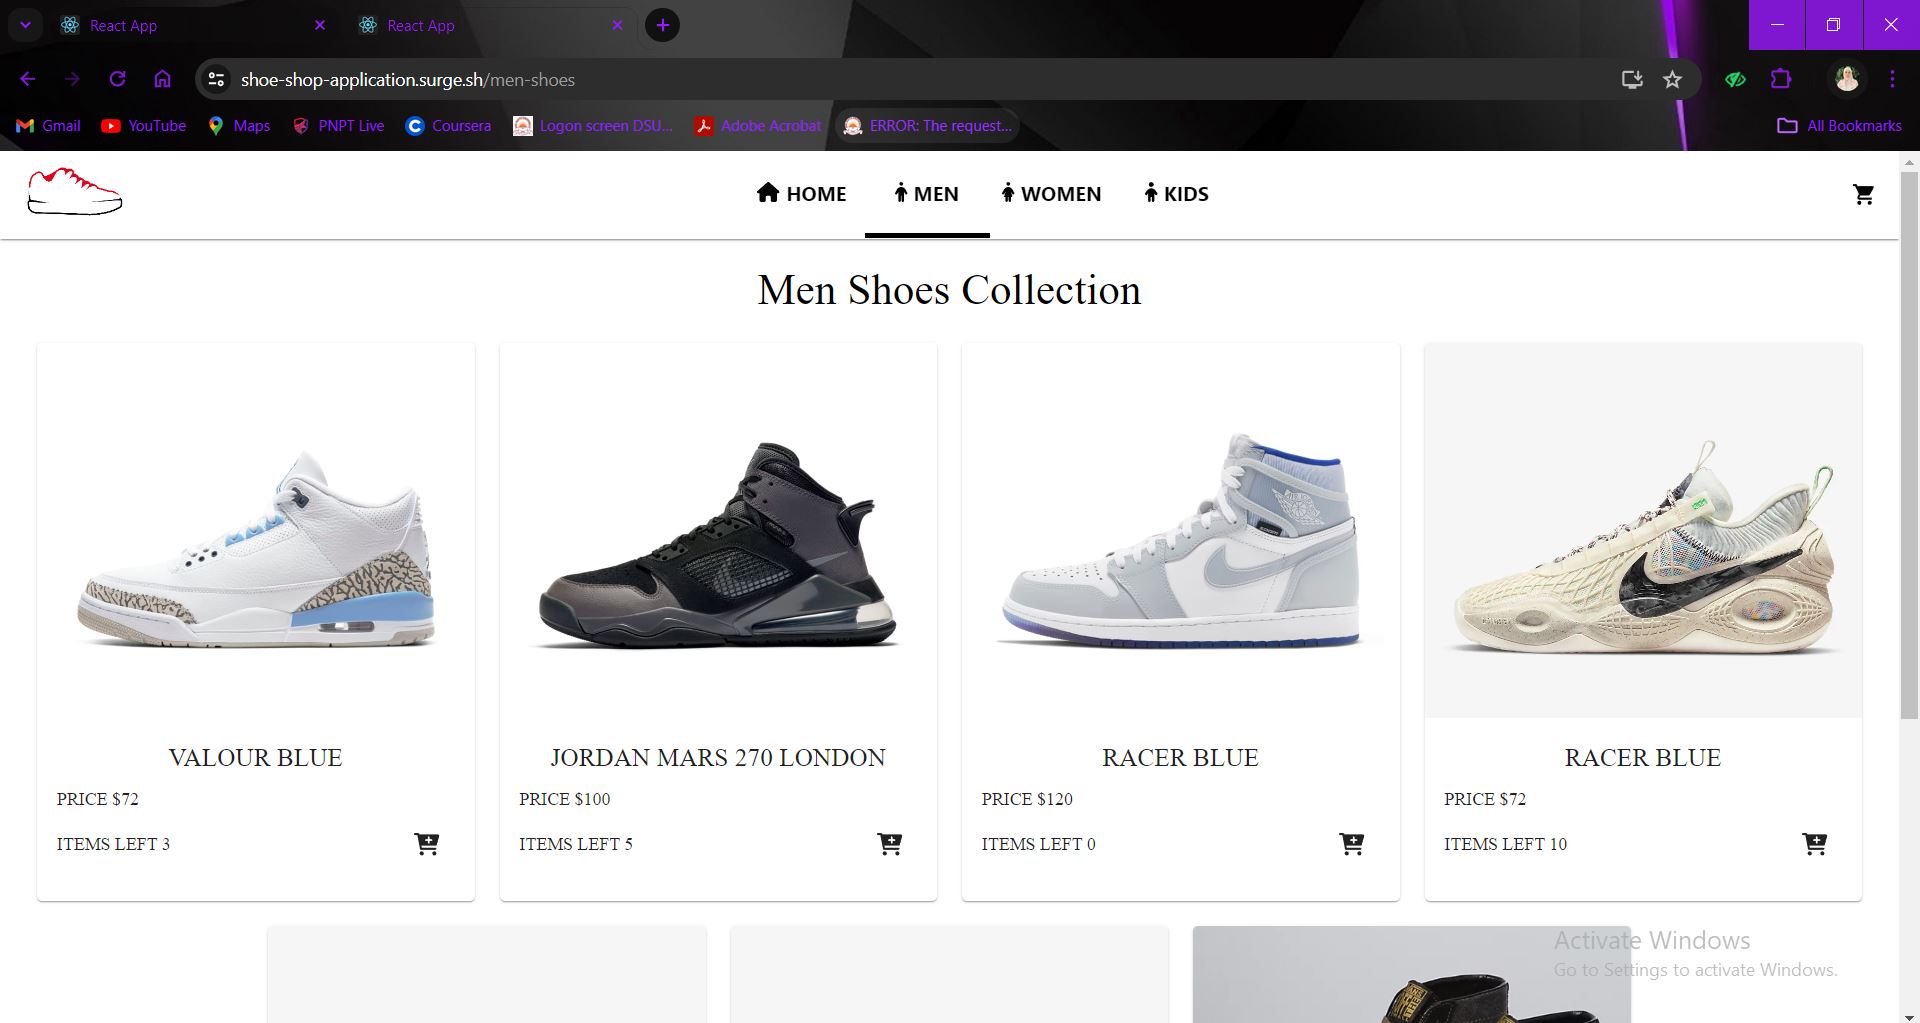 React App
React App
shoe-shop-application.surge.sh/men-shoes
Gmail
YouTube
Maps
PNPT Live
Coursera
Logon screen DSU...
Adobe Acrobat
ERROR: The request...
All Bookmarks
HOME
MEN
WOMEN
KIDS
Men Shoes Collection
VALOUR BLUE
PRICE $72
ITEMS LEFT 3
JORDAN MARS 270 LONDON
PRICE $100
ITEMS LEFT 5
RACER BLUE
PRICE $120
ITEMS LEFT 0
RACER BLUE
PRICE $72
ITEMS LEFT 10
Activate Windows
Go to Settings to activate Windows.